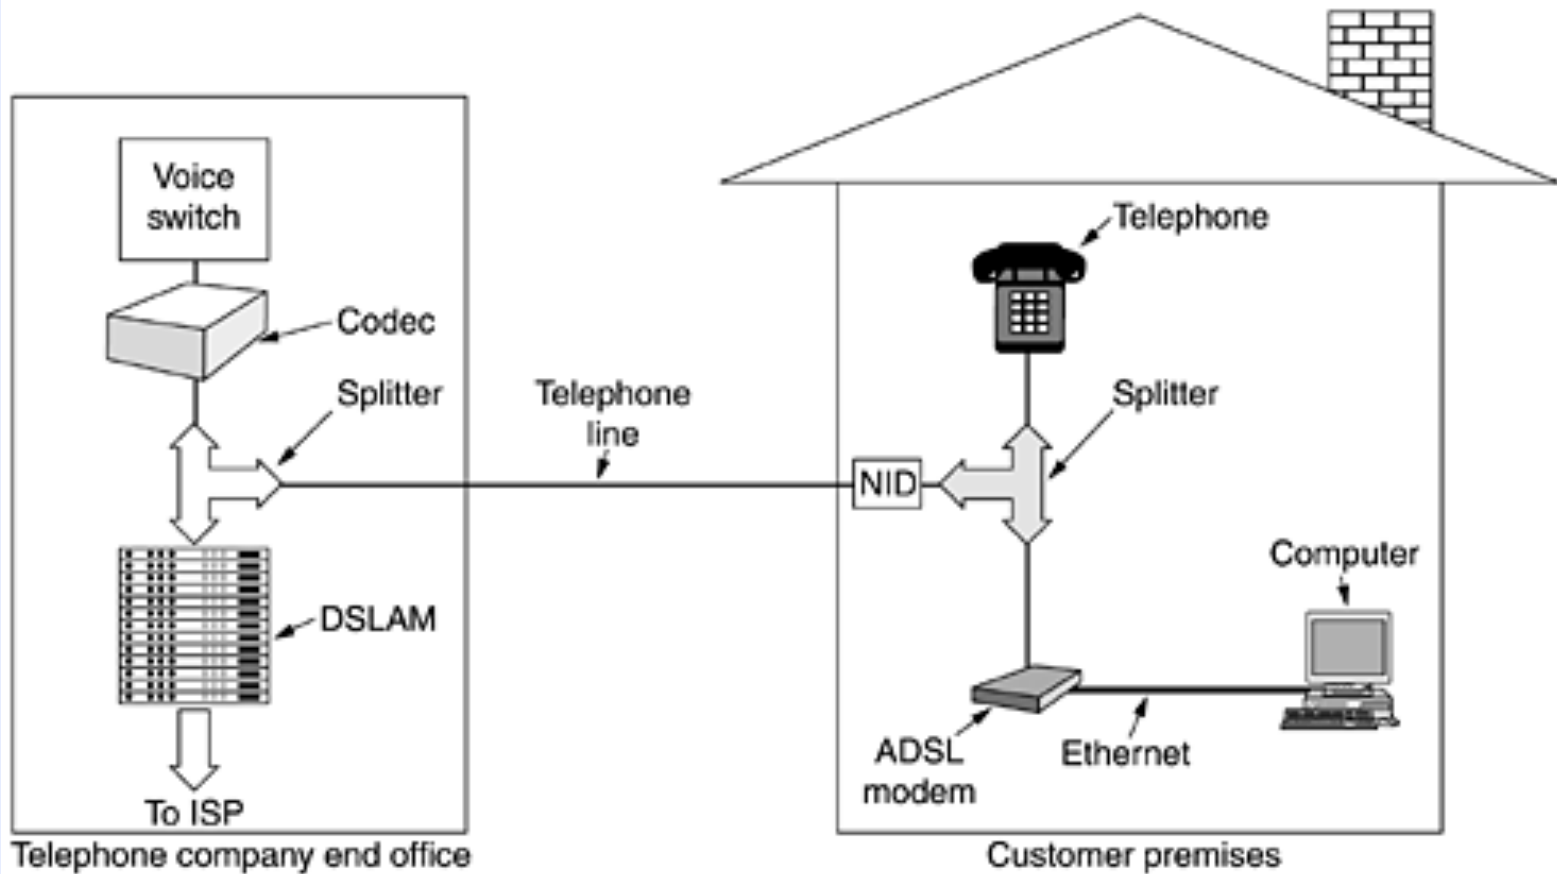 Voice
switch
Codec
Splitter
DSLAM
To ISP
Telephone company end office
Telephone
line
NID
Telephone
Splitter
Computer
ADSL
modem
Ethernet
Customer premises